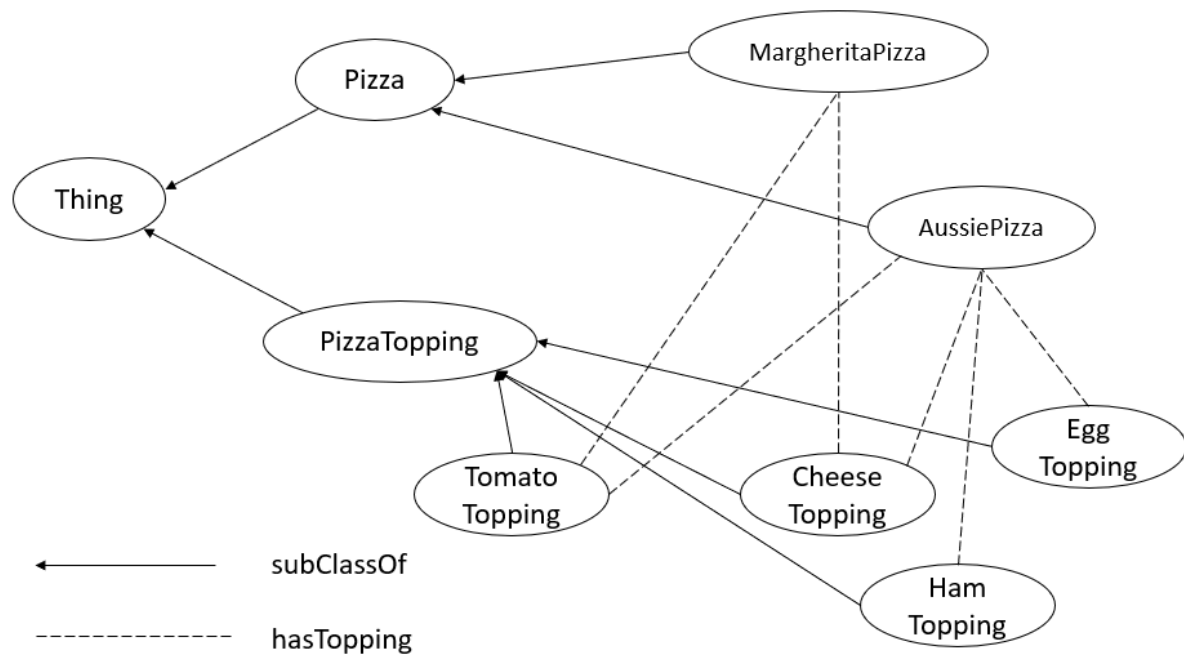 MargheritaPizza
Pizza
Thing
AussiePizza
PizzaTopping
Egg
Topping
Tomato
Topping
Cheese
Topping
Ham
Topping
subClassOf
hasTopping